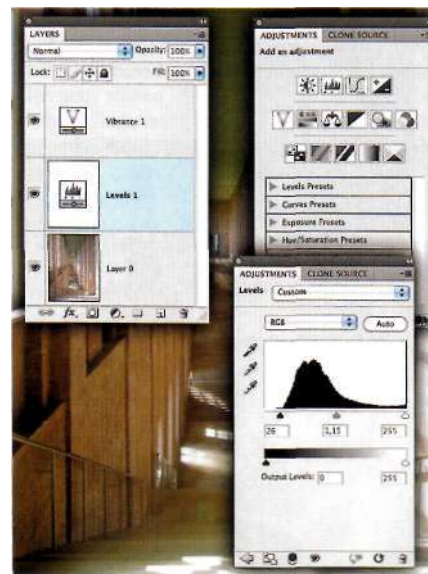 LAYERS
Normal Opacity: 100%
Lock: Fill: 100%
Vibrance 1
Levels 1
Layer 0
fx.
ADJUSTMENTS CLONE SOURCE
Add an adjustment
Levels Presets
Curves Presets
Exposure Presets
Hue/Saturation Presets
ADJUSTMENTS CLONE SOURCE
Levels Custom
RGB Auto
26 1,15 255
Output Levels: 0 255